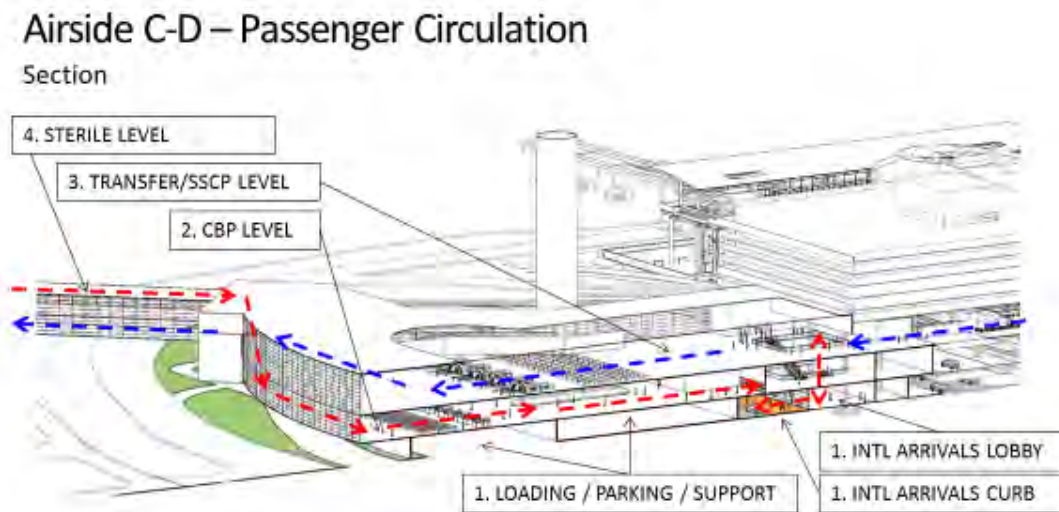 Airside C-D – Passenger Circulation
Section
4. STERILE LEVEL
3. TRANSFER/SSCP LEVEL
2. CBP LEVEL
1. INTL ARRIVALS LOBBY
1. LOADING / PARKING / SUPPORT
1. INTL ARRIVALS CURB